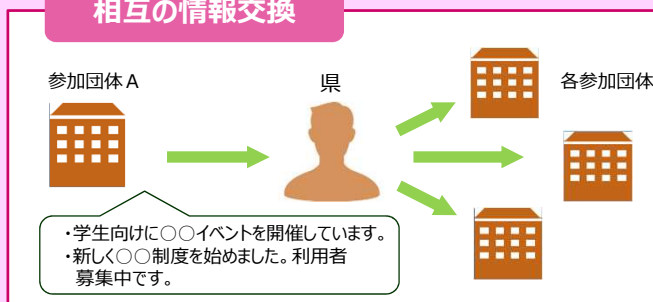 相互の情報交換
参加団体A
県
各参加団体
・学生向けに○○イベントを開催しています。
・新しく○○制度を始めました。利用者
募集中です。